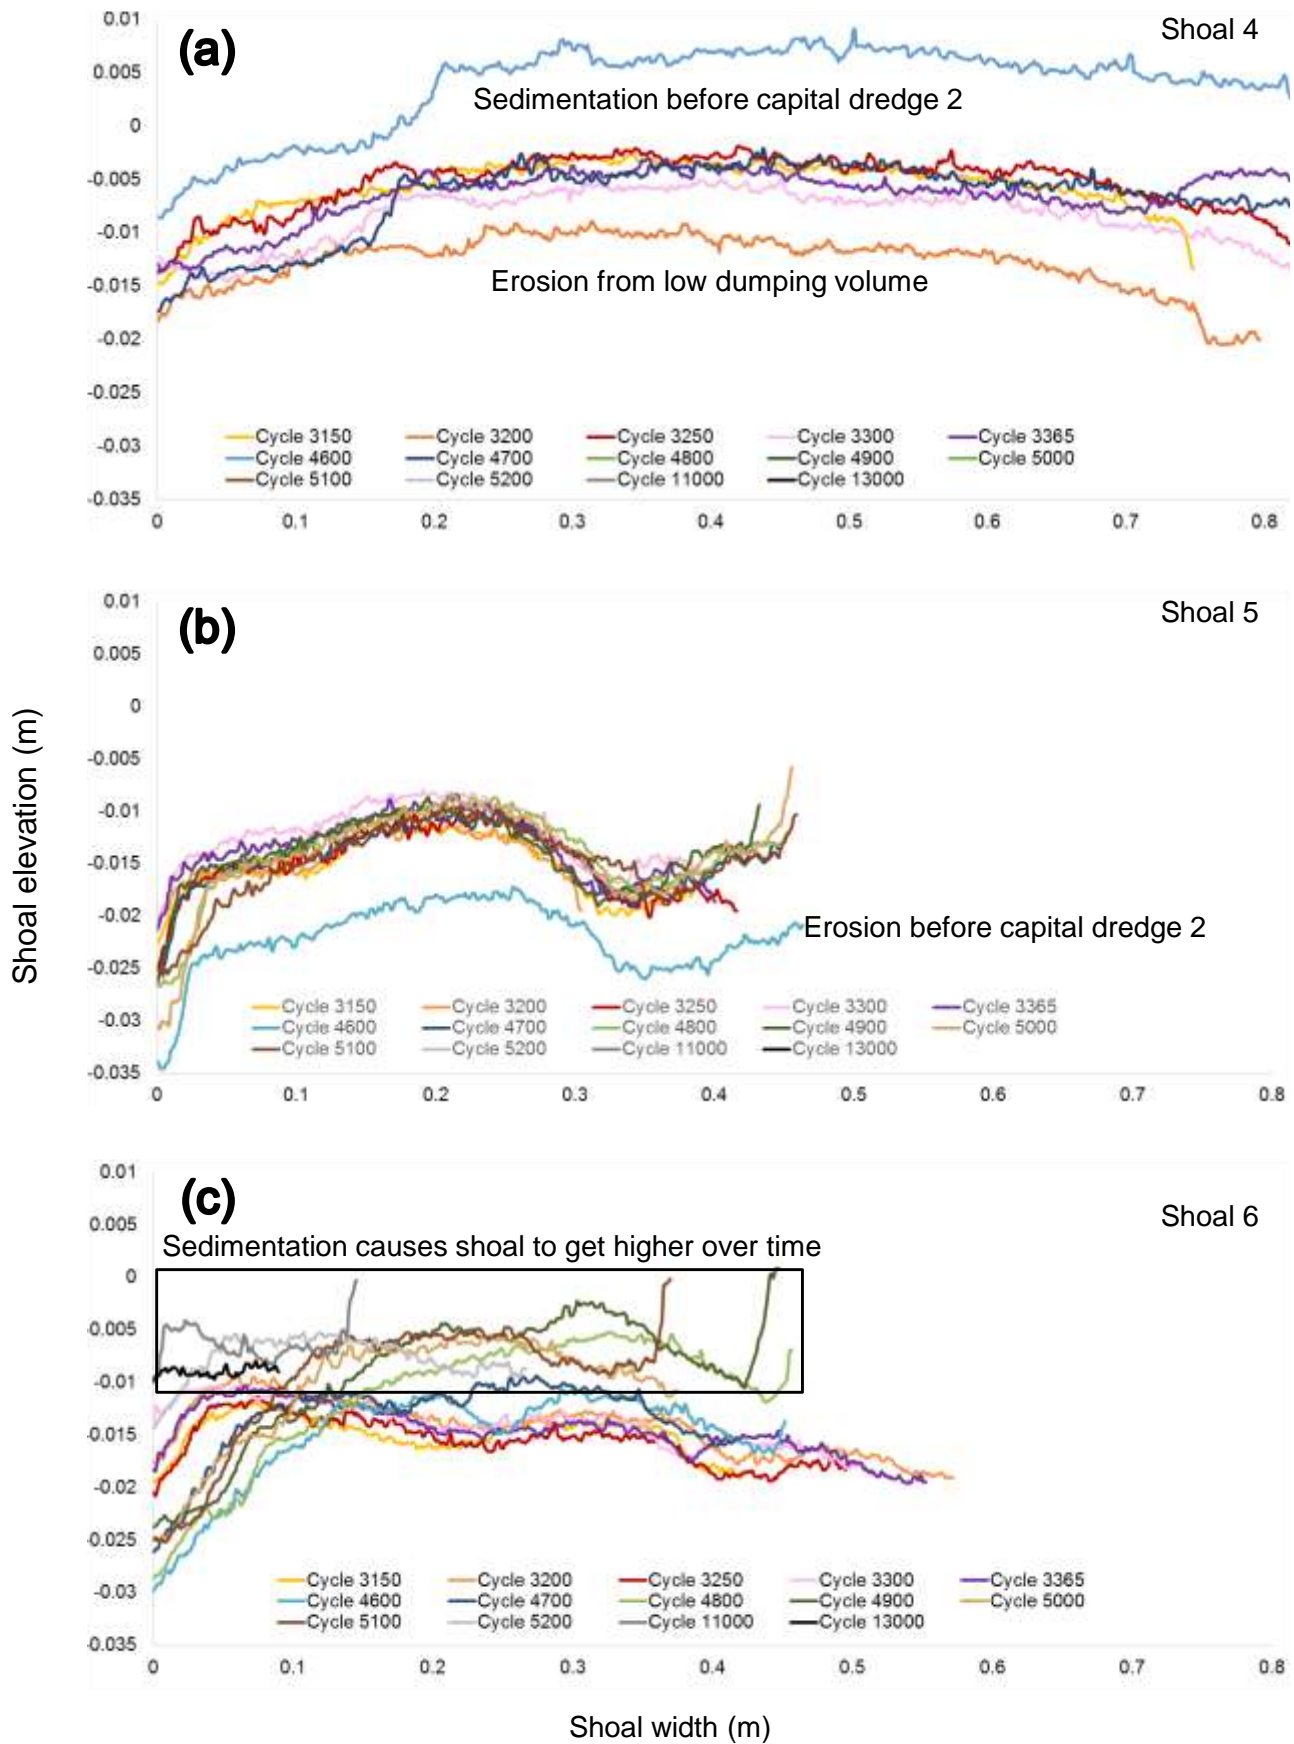 0.01
(a)
Shoal 4
0.005
Sedimentation before capital dredge 2
0
-0.005
-0.01
Erosion from low dumping volume
-0.015
-0.02
-0.025
Cycle 3150 Cycle 3200 Cycle 3250 Cycle 3300 Cycle 3365
-0.03
Cycle 4600 Cycle 4700 Cycle 4800 Cycle 4900 Cycle 5000
Cycle 5100 Cycle 5200 Cycle 11000 Cycle 13000
-0.035
0 0.1 0.2 0.3 0.4 0.5 0.6 0.7 0.8
0.01
(b)
Shoal 5
0.005
0
-0.005
-0.01
-0.015
-0.02
Erosion before capital dredge 2
-0.025
Cycle 3150 Cycle 3200 Cycle 3250 Cycle 3300 Cycle 3365
-0.03
Cycle 4600 Cycle 4700 Cycle 4800 Cycle 4900 Cycle 5000
Cycle 5100 Cycle 5200 Cycle 11000 Cycle 13000
-0.035
0 0.1 0.2 0.3 0.4 0.5 0.6 0.7 0.8
Shoal elevation (m)
0.01
(c)
Shoal 6
0.005
Sedimentation causes shoal to get higher over time
0
-0.005
-0.01
-0.015
-0.02
-0.025
Cycle 3150 Cycle 3200 Cycle 3250 Cycle 3300 Cycle 3365
-0.03
Cycle 4600 Cycle 4700 Cycle 4800 Cycle 4900 Cycle 5000
Cycle 5100 Cycle 5200 Cycle 11000 Cycle 13000
-0.035
0 0.1 0.2 0.3 0.4 0.5 0.6 0.7 0.8
Shoal width (m)